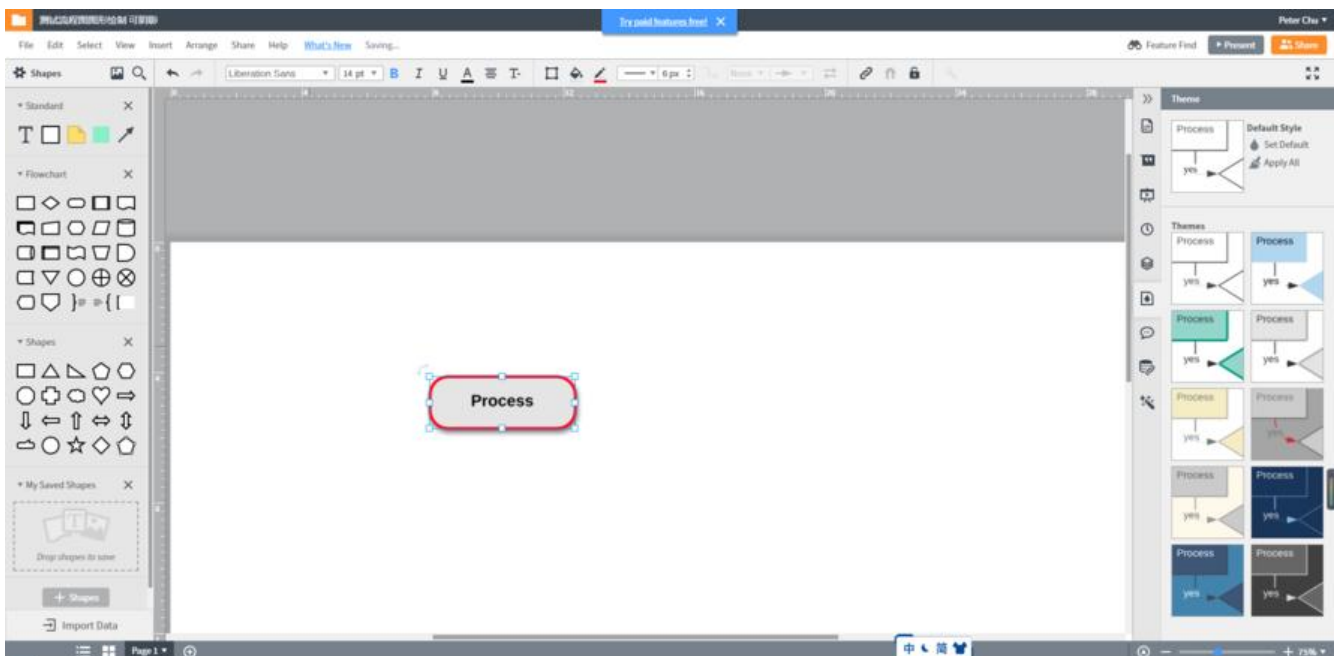 Try paid features free!
Peter Chu
File Edit Select View Insert Arrange Share Help What's New Saving...
Feature Find Present Share
Shapes Liberation Sans 14 pt B I U A T 6 px None
Standard
T
Flowchart
Shapes
My Saved Shapes
T
Drop shapes to save
+ Shapes
Import Data
Page 1
Process
Theme
Process
yes
Default Style
Set Default
Apply All
Themes
Process Process
yes yes
Process Process
yes yes
Process Process
yes yes
Process Process
yes yes
Process Process
yes yes
中 简
75%